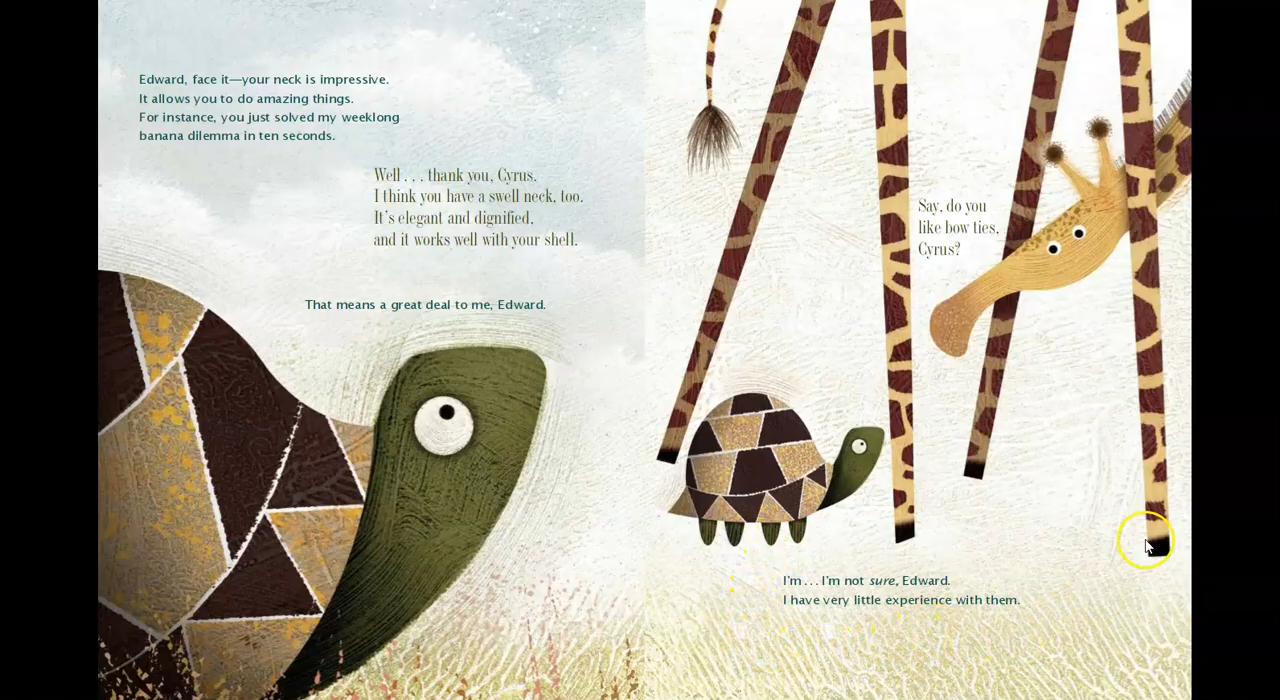 Edward, face it—your neck is impressive.
It allows you to do amazing things.
For instance, you just solved my weeklong
banana dilemma in ten seconds.
Well . . . thank you, Cyrus.
I think you have a swell neck, too.
It's elegant and dignified,
and it works well with your shell.
That means a great deal to me, Edward.
Say, do you
like bow ties,
Cyrus?
I'm . . . I'm not sure, Edward.
I have very little experience with them.